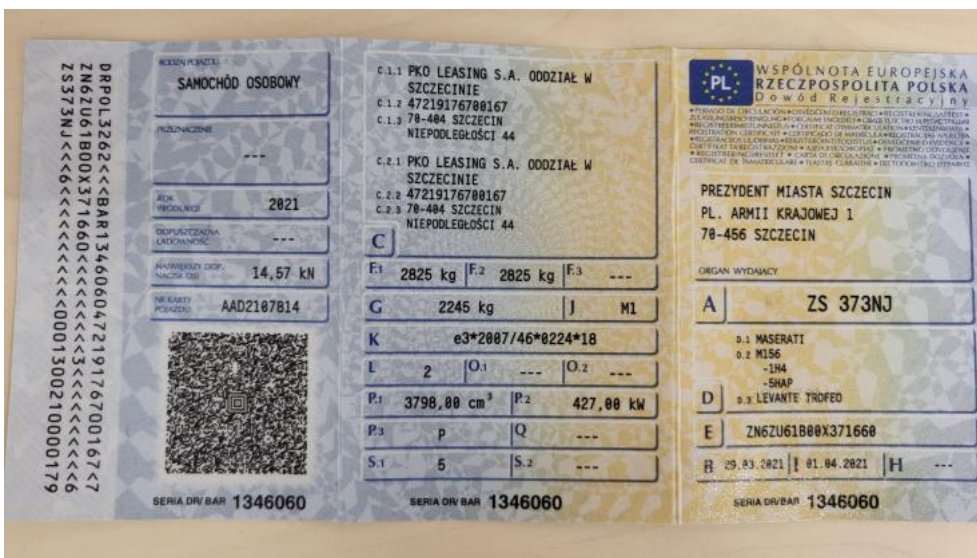 DRPOL3262<<<BAR1346060472191767001 67<7
ZN6ZU61B00X371660<<<<<<<3<<<<<<<<<6
ZS373NJ<<<6<<<<<<<<<<<0001300210000179
RODZAJ POJAZDU
SAMOCHÓD OSOBOWY
PRZEZNACZENIE
---
ROK PRODUKCJI
2021
DOPUSZCZALNA ŁADOWNOŚĆ
---
NAJWIĘKSZY DOP. NACISK OSI
14,57 kN
NR KARTY POJAZDU
AAD2107814
SERIA DR/BAR 1346060
C.1.1 PKO LEASING S.A. ODDZIAŁ W
SZCZECINIE
C.1.2 47219176700167
C.1.3 70-404 SZCZECIN
NIEPODLEGŁOŚCI 44
C.2.1 PKO LEASING S.A. ODDZIAŁ W
SZCZECINIE
C.2.2 47219176700167
C.2.3 70-404 SZCZECIN
NIEPODLEGŁOŚCI 44
C
F.1 2825 kg F.2 2825 kg F.3 ---
G 2245 kg J M1
K e3*2007/46*0224*18
L 2 O.1 --- O.2 ---
P.1 3798,00 cm³ P.2 427,00 kW
P.3 P Q ---
S.1 5 S.2 ---
SERIA DR/BAR 1346060
PL
WSPÓLNOTA EUROPEJSKA
RZECZPOSPOLITA POLSKA
Dowód Rejestracyjny
PREZYDENT MIASTA SZCZECIN
PL. ARMII KRAJOWEJ 1
70-456 SZCZECIN
ORGAN WYDAJĄCY
A ZS 373NJ
D.1 MASERATI
D.2 M156
-1H4
-5HAP
D D.3 LEVANTE TROFEO
E ZN6ZU61B00X371660
B 29.03.2021 I 01.04.2021 H ---
SERIA DR/BAR 1346060